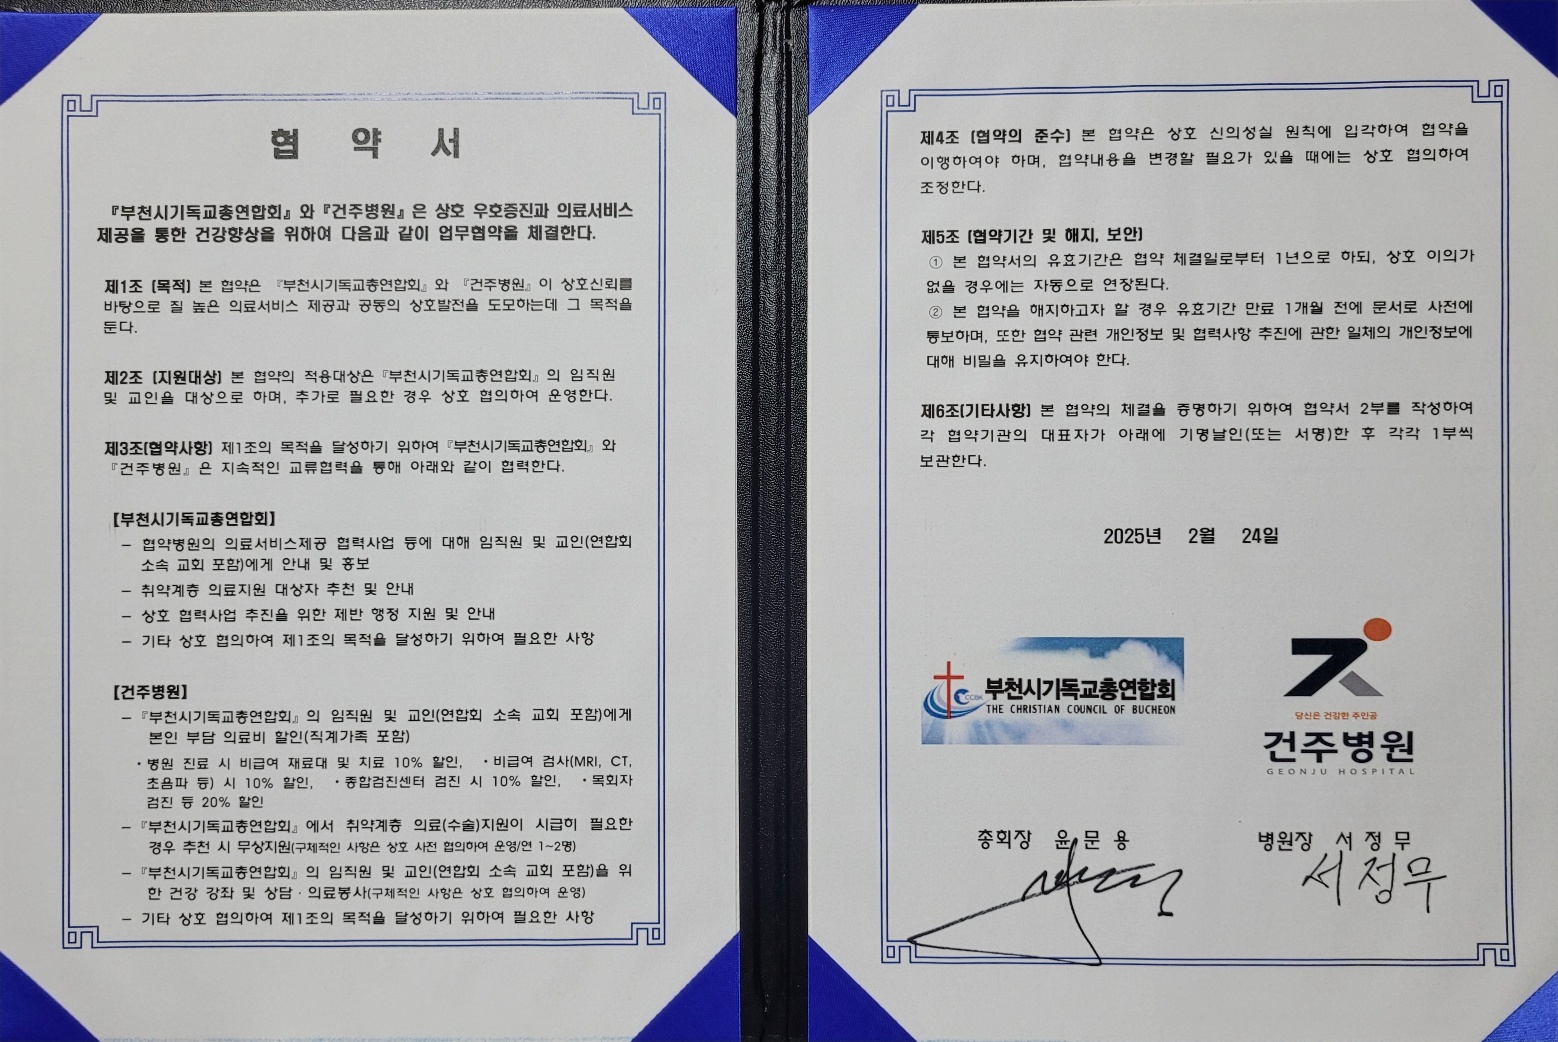 협 약 서
『부천시기독교총연합회』와 『건주병원』은 상호 우호증진과 의료서비스
제공을 통한 건강향상을 위하여 다음과 같이 업무협약을 체결한다.
제1조 [목적] 본 협약은 『부천시기독교총연합회』와 『건주병원』이 상호신뢰를
바탕으로 질 높은 의료서비스 제공과 공동의 상호발전을 도모하는데 그 목적을
둔다.
제2조 [지원대상] 본 협약의 적용대상은『부천시기독교총연합회』의 임직원
및 교인을 대상으로 하며, 추가로 필요한 경우 상호 협의하여 운영한다.
제3조[협약사항] 제1조의 목적을 달성하기 위하여『부천시기독교총연합회』와
『건주병원』은 지속적인 교류협력을 통해 아래와 같이 협력한다.
【부천시기독교총연합회】
– 협약병원의 의료서비스제공 협력사업 등에 대해 임직원 및 교인(연합회
소속 교회 포함)에게 안내 및 홍보
– 취약계층 의료지원 대상자 추천 및 안내
– 상호 협력사업 추진을 위한 제반 행정 지원 및 안내
– 기타 상호 협의하여 제1조의 목적을 달성하기 위하여 필요한 사항
【건주병원】
–『부천시기독교총연합회』의 임직원 및 교인(연합회 소속 교회 포함)에게
본인 부담 의료비 할인(직계가족 포함)
・병원 진료 시 비급여 재료대 및 치료 10% 할인, ・비급여 검사(MRI, CT,
초음파 등) 시 10% 할인, ・종합검진센터 검진 시 10% 할인, ・목회자
검진 등 20% 할인
–『부천시기독교총연합회』에서 취약계층 의료(수술)지원이 시급히 필요한
경우 추천 시 무상지원(구체적인 사항은 상호 사전 협의하여 운영/연 1~2명)
–『부천시기독교총연합회』의 임직원 및 교인(연합회 소속 교회 포함)을 위
한 건강 강좌 및 상담·의료봉사(구체적인 사항은 상호 협의하여 운영)
– 기타 상호 협의하여 제1조의 목적을 달성하기 위하여 필요한 사항
제4조 [협약의 준수] 본 협약은 상호 신의성실 원칙에 입각하여 협약을
이행하여야 하며, 협약내용을 변경할 필요가 있을 때에는 상호 협의하여
조정한다.
제5조 [협약기간 및 해지, 보안]
① 본 협약서의 유효기간은 협약 체결일로부터 1년으로 하되, 상호 이의가
없을 경우에는 자동으로 연장된다.
② 본 협약을 해지하고자 할 경우 유효기간 만료 1개월 전에 문서로 사전에
통보하며, 또한 협약 관련 개인정보 및 협력사항 추진에 관한 일체의 개인정보에
대해 비밀을 유지하여야 한다.
제6조[기타사항] 본 협약의 체결을 증명하기 위하여 협약서 2부를 작성하여
각 협약기관의 대표자가 아래에 기명날인(또는 서명)한 후 각각 1부씩
보관한다.
2025년 2월 24일
CCBK 부천시기독교총연합회
THE CHRISTIAN COUNCIL OF BUCHEON
당신은 건강한 주인공
건주병원
GEONJU HOSPITAL
총회장 윤 문 용
병원장 서 정 무
서정무